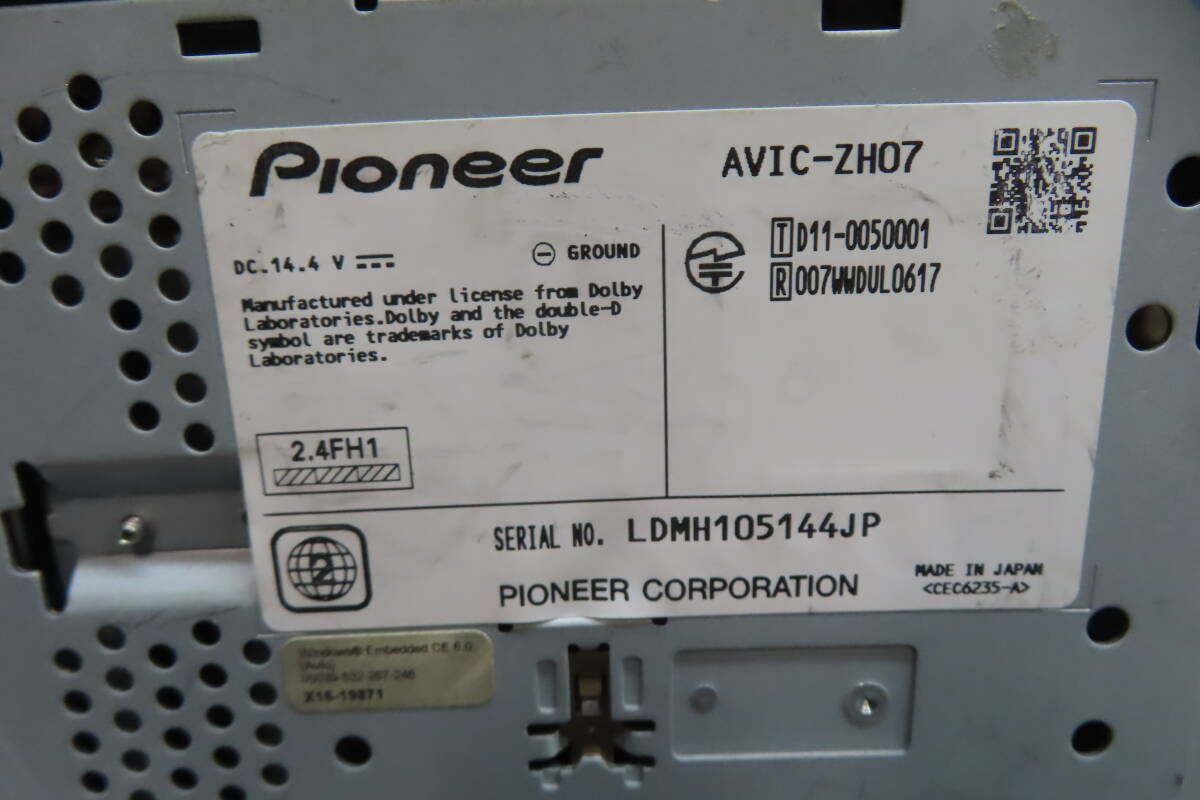 Pioneer
AVIC-ZH07
DC.14.4 V
GROUND
Manufactured under license from Dolby
Laboratories.Dolby and the double-D
symbol are trademarks of Dolby
Laboratories.
T D11-0050001
R 007WWDUL0617
2.4FH1
2
SERIAL NO. LDMH105144JP
PIONEER CORPORATION
MADE IN JAPAN
<CEC6235-A>
Windows® Embedded CE 6.0
(Auto)
X16-19871